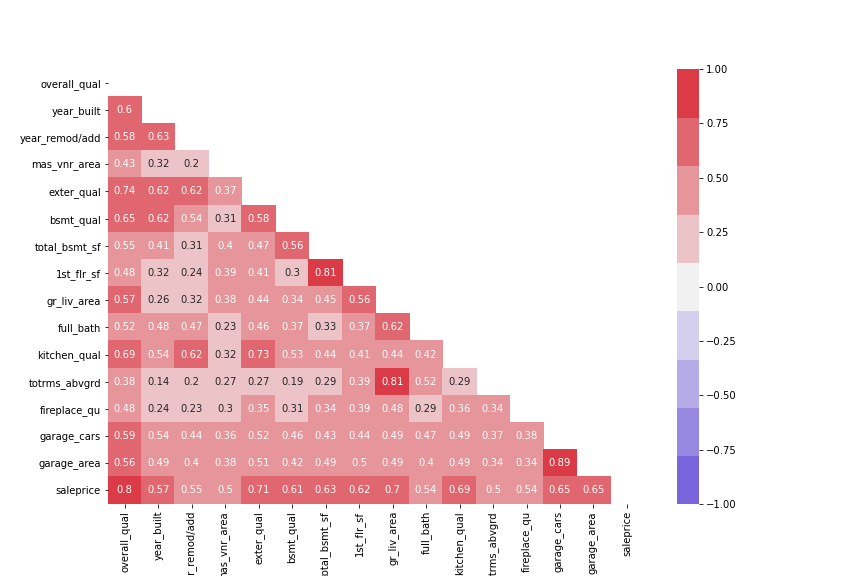 overall_qual
year_built 0.6
year_remod/add 0.58 0.63
mas_vnr_area 0.43 0.32 0.2
exter_qual 0.74 0.62 0.62 0.37
bsmt_qual 0.65 0.62 0.54 0.31 0.58
total_bsmt_sf 0.55 0.41 0.31 0.4 0.47 0.56
1st_flr_sf 0.48 0.32 0.24 0.39 0.41 0.3 0.81
gr_liv_area 0.57 0.26 0.32 0.38 0.44 0.34 0.45 0.56
full_bath 0.52 0.48 0.47 0.23 0.46 0.37 0.33 0.37 0.62
kitchen_qual 0.69 0.54 0.62 0.32 0.73 0.53 0.44 0.41 0.44 0.42
totrms_abvgrd 0.38 0.14 0.2 0.27 0.27 0.19 0.29 0.39 0.81 0.52 0.29
fireplace_qu 0.48 0.24 0.23 0.3 0.35 0.31 0.34 0.39 0.48 0.29 0.36 0.34
garage_cars 0.59 0.54 0.44 0.36 0.52 0.46 0.43 0.44 0.49 0.47 0.49 0.37 0.38
garage_area 0.56 0.49 0.4 0.38 0.51 0.42 0.49 0.5 0.49 0.4 0.49 0.34 0.34 0.89
saleprice 0.8 0.57 0.55 0.5 0.71 0.61 0.63 0.62 0.7 0.54 0.69 0.5 0.54 0.65 0.65
overall_qual
year_built
r_remod/add
nas_vnr_area
exter_qual
bsmt_qual
otal_bsmt_sf
1st_flr_sf
gr_liv_area
full_bath
kitchen_qual
trms_abvgrd
fireplace_qu
garage_cars
garage_area
saleprice
1.00
0.75
0.50
0.25
0.00
−0.25
−0.50
−0.75
−1.00